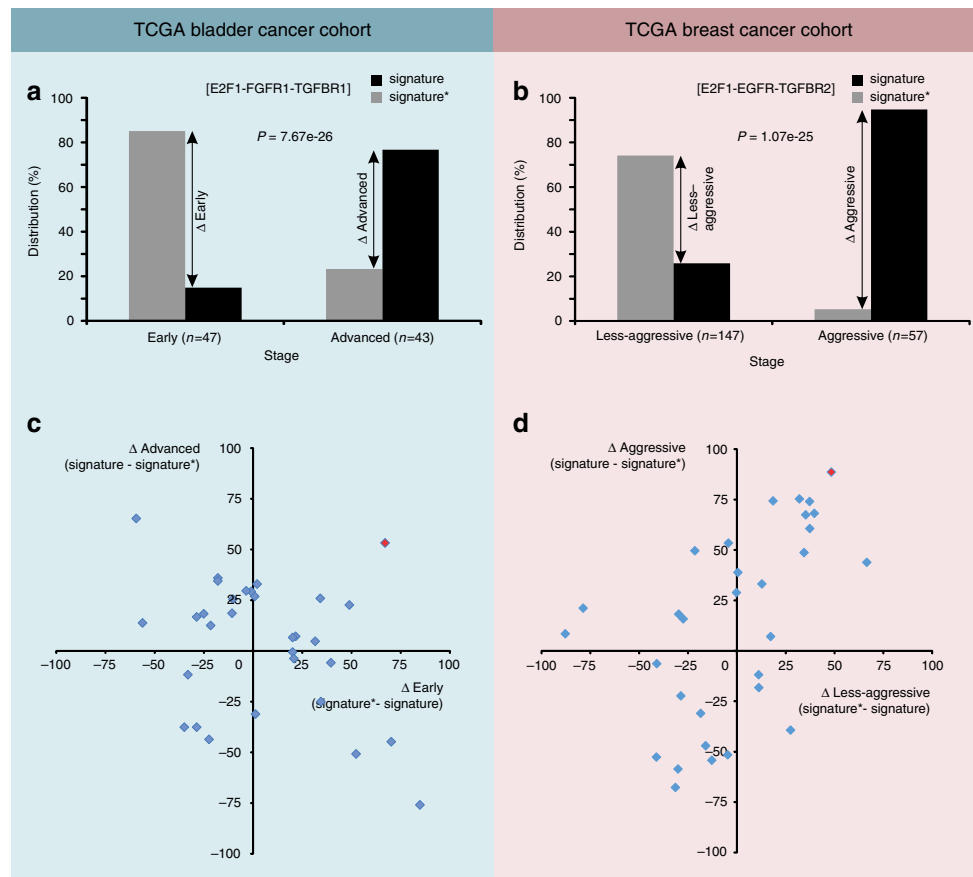 TCGA bladder cancer cohort
TCGA breast cancer cohort
a
[E2F1-FGFR1-TGFBR1]
signature
signature*
100
80
60
40
20
0
Distribution (%)
P = 7.67e-26
Δ Early
Δ Advanced
Early (n=47)
Advanced (n=43)
Stage
b
[E2F1-EGFR-TGFBR2]
signature
signature*
100
80
60
40
20
0
Distribution (%)
P = 1.07e-25
Δ Less–
aggressive
Δ Aggressive
Less-aggressive (n=147)
Aggressive (n=57)
Stage
c
Δ Advanced
(signature - signature*)
100
75
50
25
0
−25
−50
−75
−100
−100
−75
−50
−25
25
50
75
100
Δ Early
(signature*- signature)
d
Δ Aggressive
(signature - signature*)
100
75
50
25
0
−25
−50
−75
−100
−100
−75
−50
−25
25
50
75
100
Δ Less-aggressive
(signature*- signature)